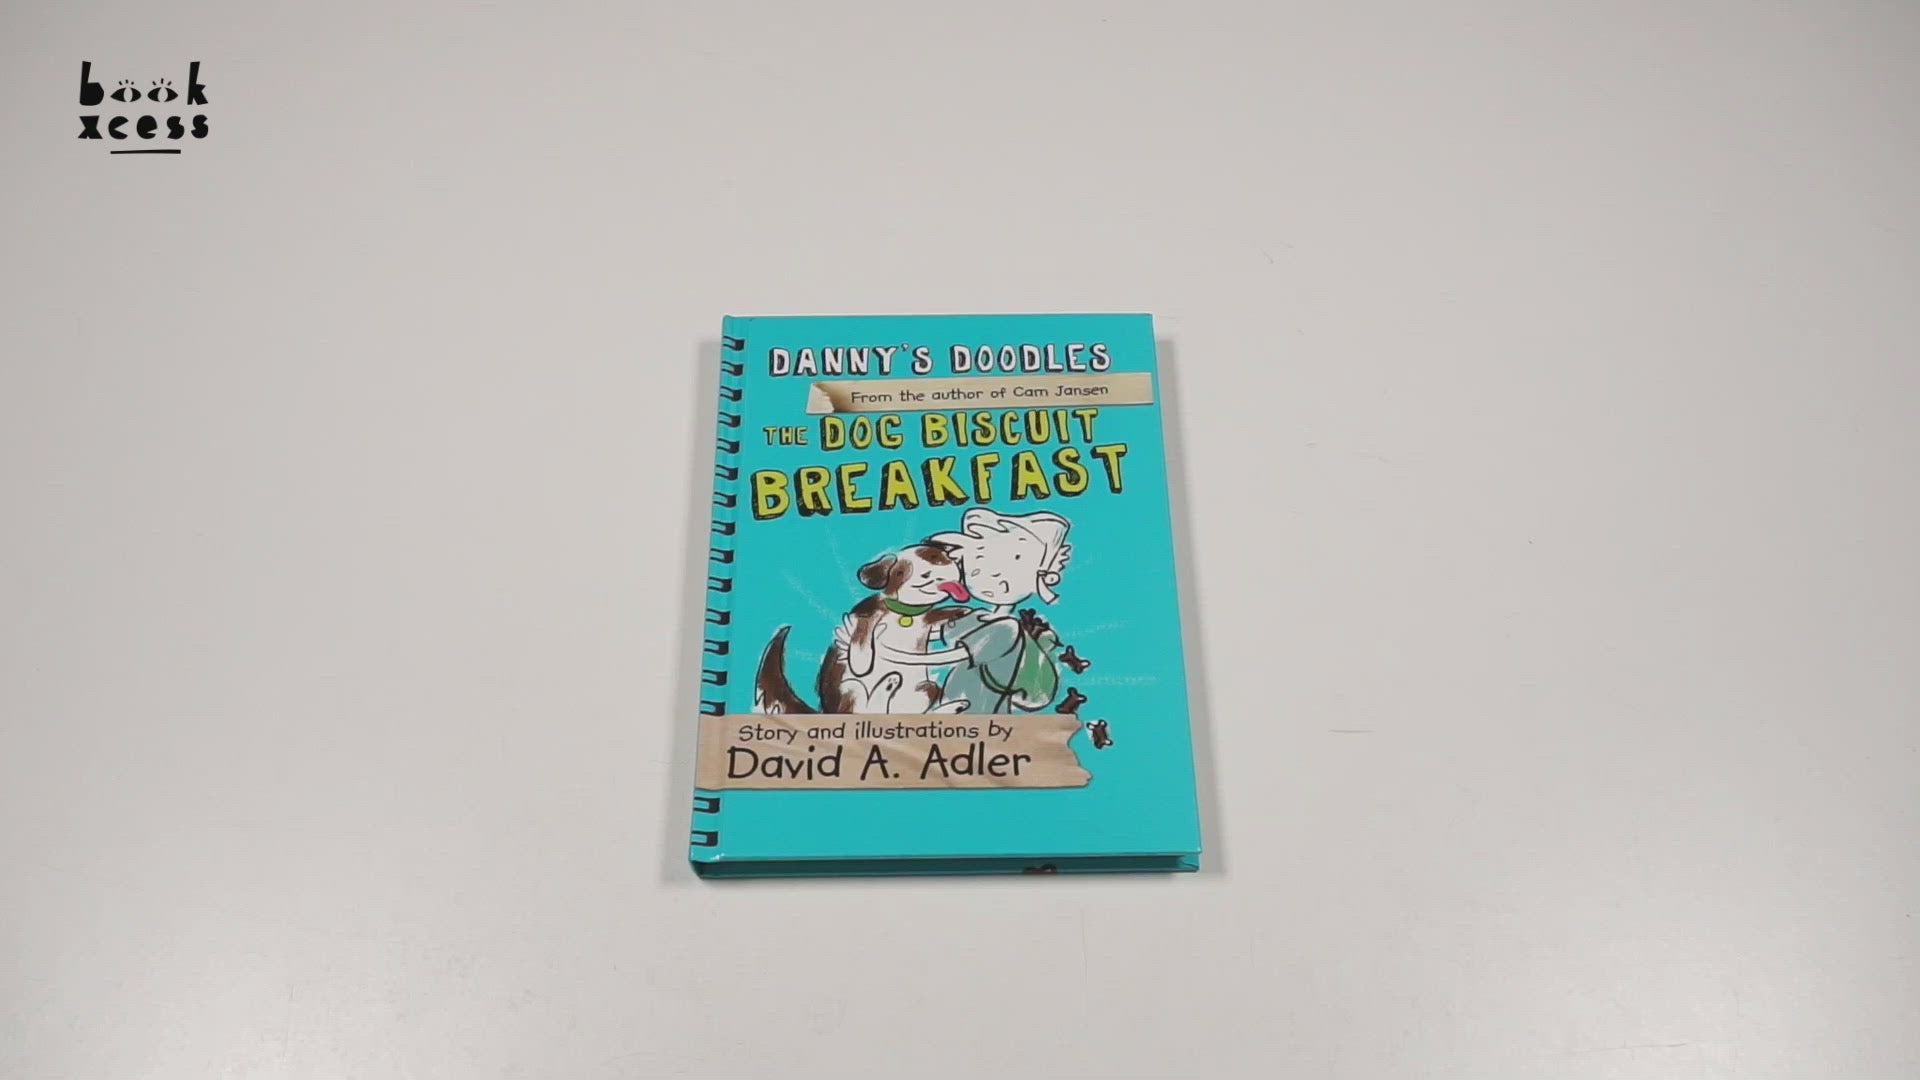 book
xcess
DANNY'S DOODLES
From the author of Cam Jansen
THE DOG BISCUIT
BREAKFAST
Story and illustrations by
David A. Adler